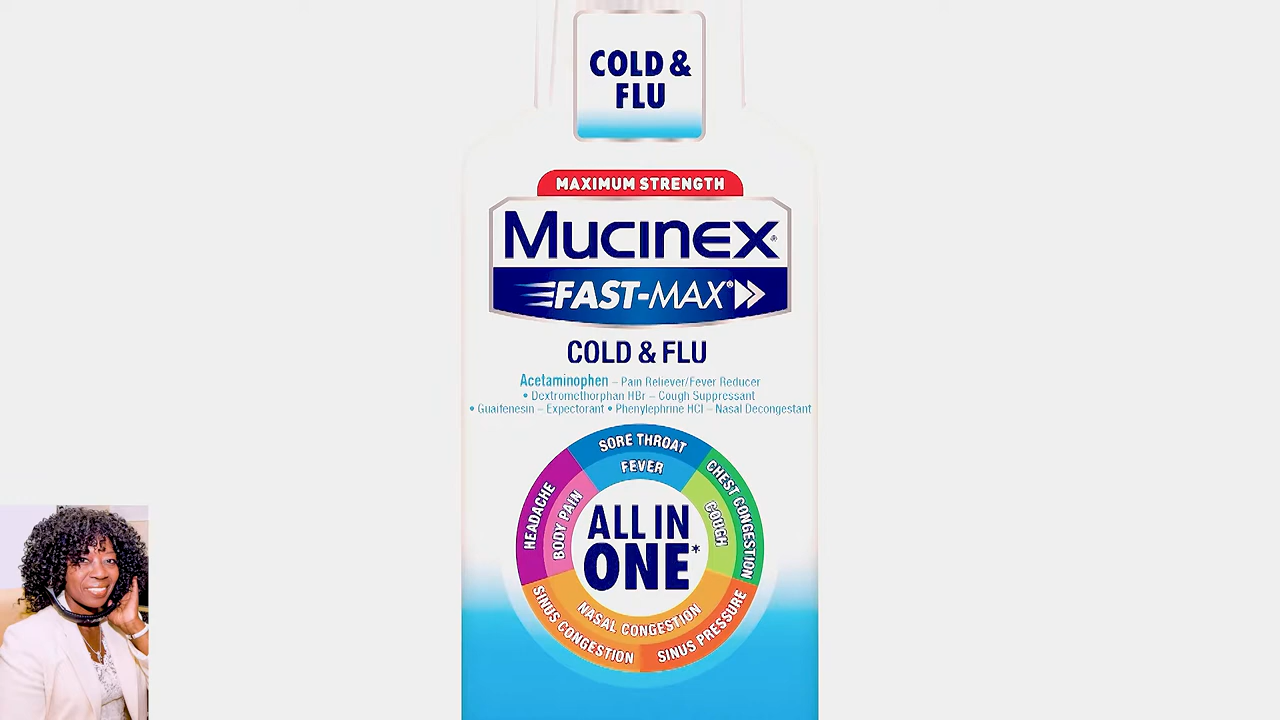 COLD &
FLU
MAXIMUM STRENGTH
Mucinex®
FAST-MAX®
COLD & FLU
Acetaminophen – Pain Reliever/Fever Reducer
• Dextromethorphan HBr – Cough Suppressant
• Guaifenesin – Expectorant • Phenylephrine HCl – Nasal Decongestant
SORE THROAT
FEVER
HEADACHE
BODY PAIN
CHEST CONGESTION
COUGH
ALL IN
ONE*
NASAL CONGESTION
SINUS CONGESTION
SINUS PRESSURE